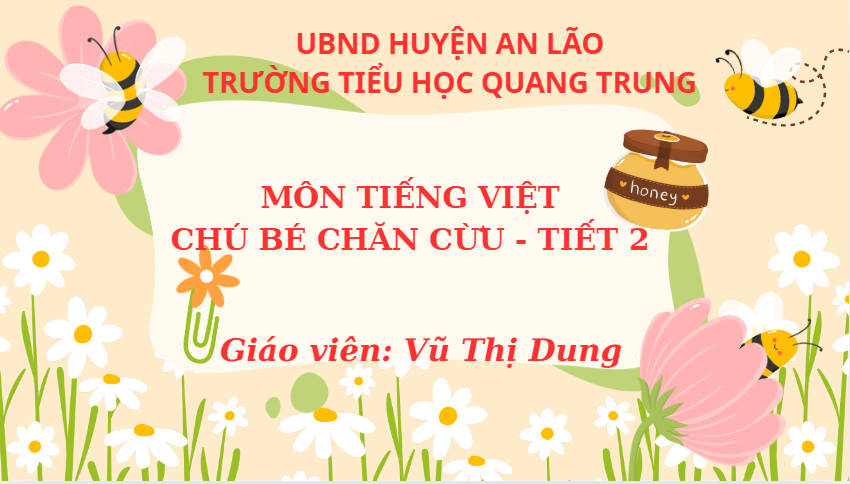 UBND HUYỆN AN LÃO
TRƯỜNG TIỂU HỌC QUANG TRUNG
honey
MÔN TIẾNG VIỆT
CHÚ BÉ CHĂN CỪU - TIẾT 2
Giáo viên: Vũ Thị Dung